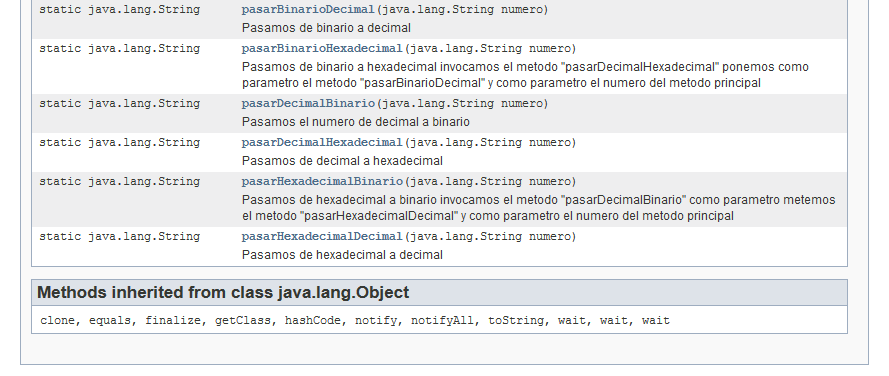 static java.lang.String pasarBinarioDecimal(java.lang.String numero)
Pasamos de binario a decimal
static java.lang.String pasarBinarioHexadecimal(java.lang.String numero)
Pasamos de binario a hexadecimal invocamos el metodo "pasarDecimalHexadecimal" ponemos como
parametro el metodo "pasarBinarioDecimal" y como parametro el numero del metodo principal
static java.lang.String pasarDecimalBinario(java.lang.String numero)
Pasamos el numero de decimal a binario
static java.lang.String pasarDecimalHexadecimal(java.lang.String numero)
Pasamos de decimal a hexadecimal
static java.lang.String pasarHexadecimalBinario(java.lang.String numero)
Pasamos de hexadecimal a binario invocamos el metodo "pasarDecimalBinario" como parametro metemos
el metodo "pasarHexadecimalDecimal" y como parametro el numero del metodo principal
static java.lang.String pasarHexadecimalDecimal(java.lang.String numero)
Pasamos de hexadecimal a decimal
Methods inherited from class java.lang.Object
clone, equals, finalize, getClass, hashCode, notify, notifyAll, toString, wait, wait, wait